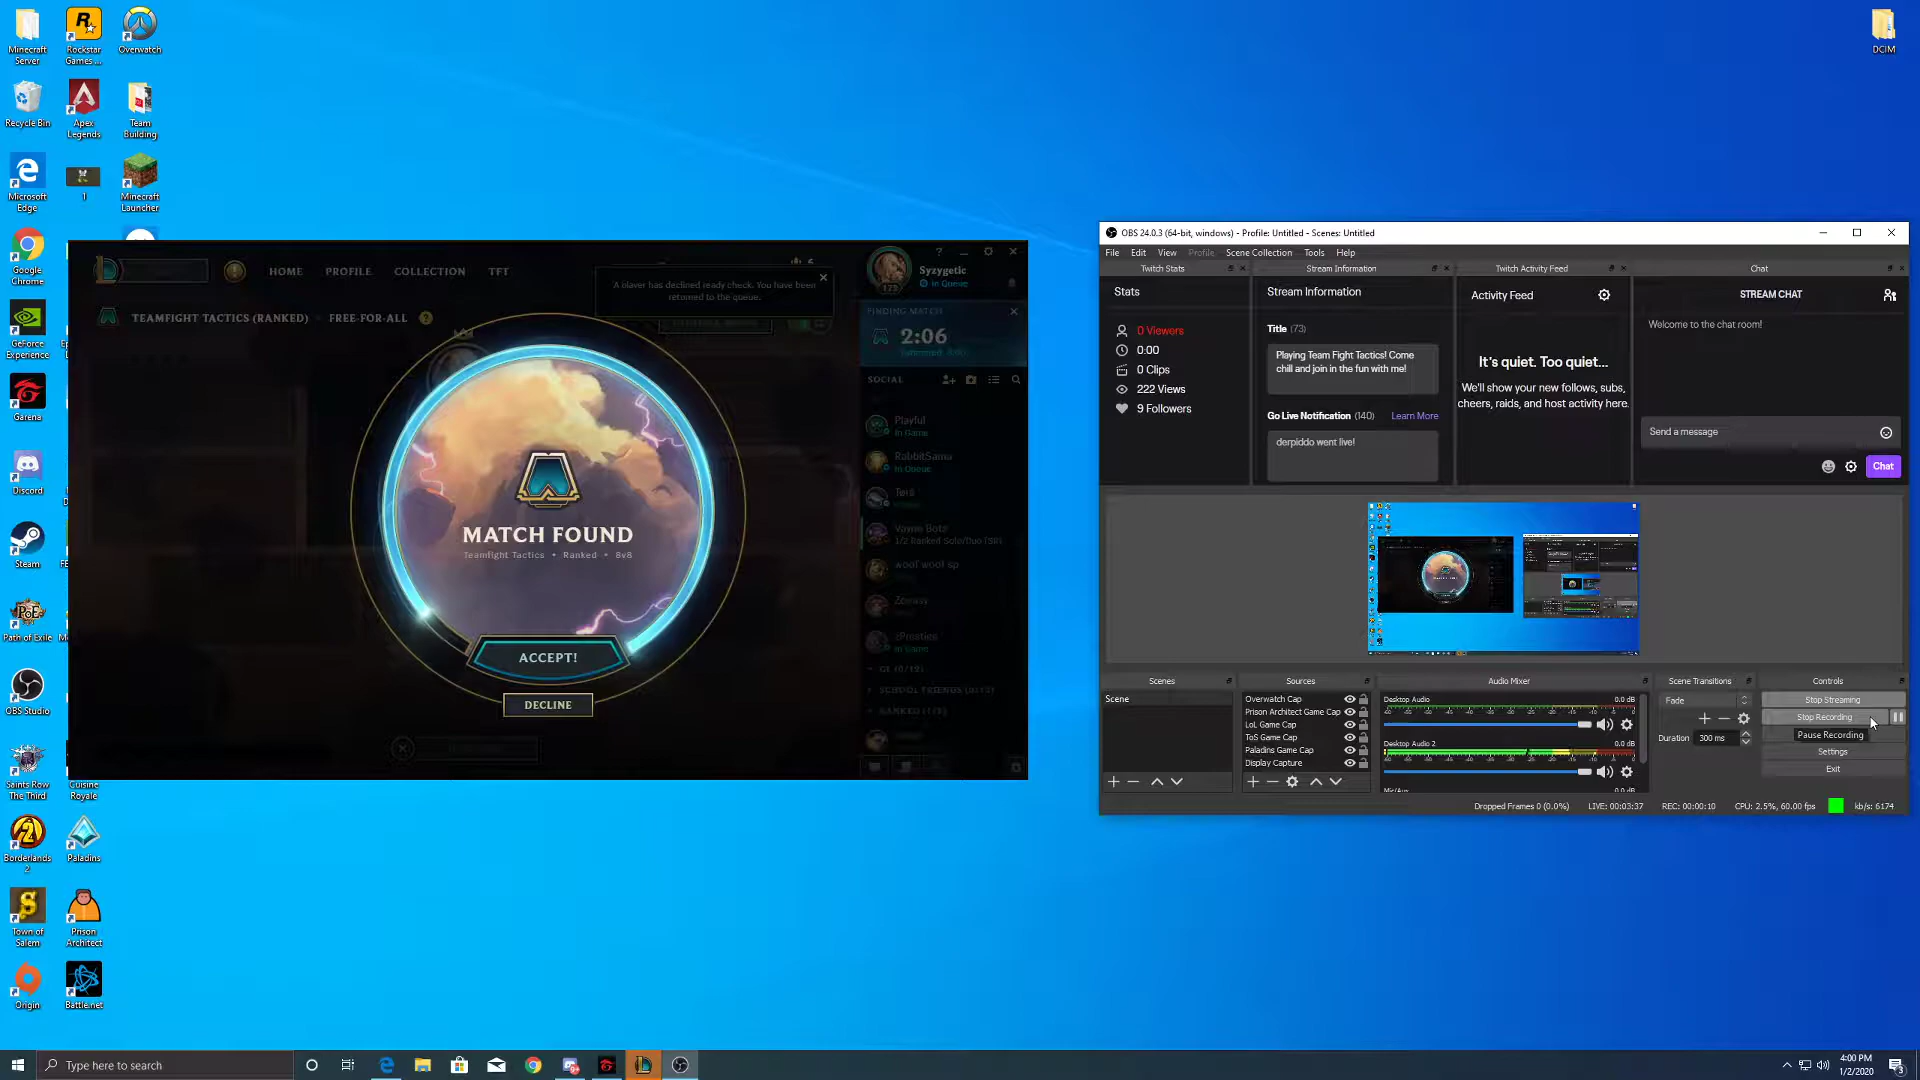 Minecraft
Server
Rockstar
Games ...
Overwatch
DCIM
Recycle Bin
Apex
Legends
Team
Building
Microsoft
Edge
1
Minecraft
Launcher
Google
Chrome
GeForce
Experience
Garena
Discord
Steam
Path of Exile
OBS Studio
Saints Row
The Third
Cuisine
Royale
Borderlands
2
Paladins
Town of
Salem
Prison
Architect
Origin
Battle.net
HOME
PROFILE
COLLECTION
TFT
A player has declined ready check. You have been
returned to the queue.
Syzygetic
In Queue
173
TEAMFIGHT TACTICS (RANKED) • FREE-FOR-ALL
FINDING MATCH
2:06
SOCIAL
Playful
In Game
RabbitSama
In Queue
Vayne Botz
woof woof sp
zProstice
In Game
MATCH FOUND
Teamfight Tactics • Ranked • 8v8
ACCEPT!
DECLINE
OBS 24.0.3 (64-bit, windows) - Profile: Untitled - Scenes: Untitled
File Edit View Profile Scene Collection Tools Help
Twitch Stats
Stream Information
Twitch Activity Feed
Chat
Stats
0 Viewers
0:00
0 Clips
222 Views
9 Followers
Stream Information
Title (73)
Playing Team Fight Tactics! Come
chill and join in the fun with me!
Go Live Notification (140) Learn More
derpiddo went live!
Activity Feed
It's quiet. Too quiet...
We'll show your new follows, subs,
cheers, raids, and host activity here.
STREAM CHAT
Welcome to the chat room!
Send a message
Chat
Scenes
Scene
Sources
Overwatch Cap
Prison Architect Game Cap
LoL Game Cap
ToS Game Cap
Paladins Game Cap
Display Capture
Audio Mixer
Desktop Audio 0.0 dB
Desktop Audio 2 0.0 dB
Mic/Aux
Scene Transitions
Fade
Duration 300 ms
Controls
Stop Streaming
Stop Recording
Pause Recording
Settings
Exit
Dropped Frames 0 (0.0%) LIVE: 00:03:37 REC: 00:00:10 CPU: 2.5%, 60.00 fps kb/s: 6174
Type here to search
4:00 PM
1/2/2020
3